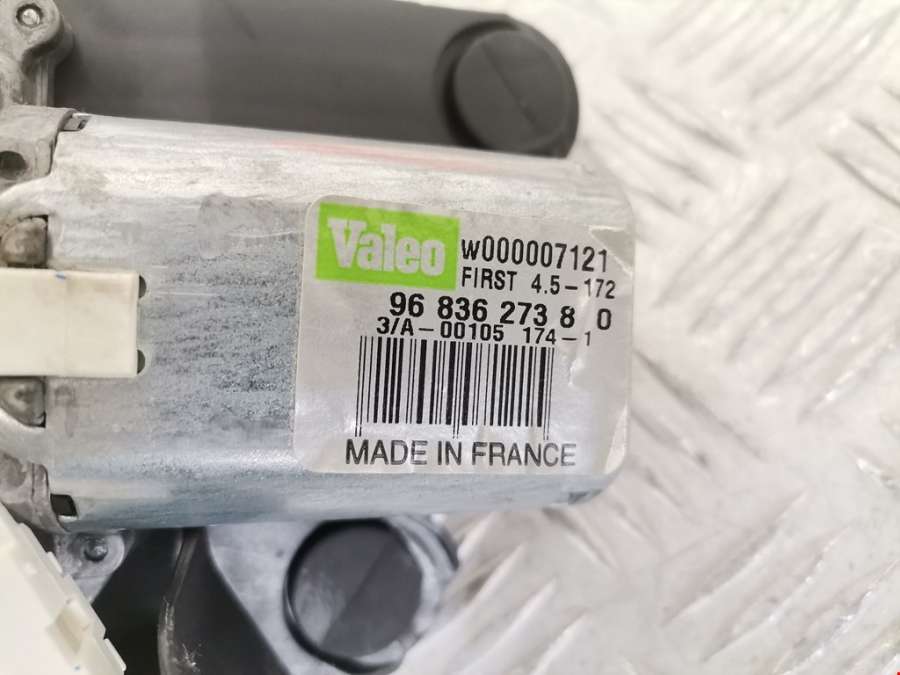 Valeo
w000007121
FIRST 4.5-172
96 836 273 8 0
3/A-00105 174-1
MADE IN FRANCE